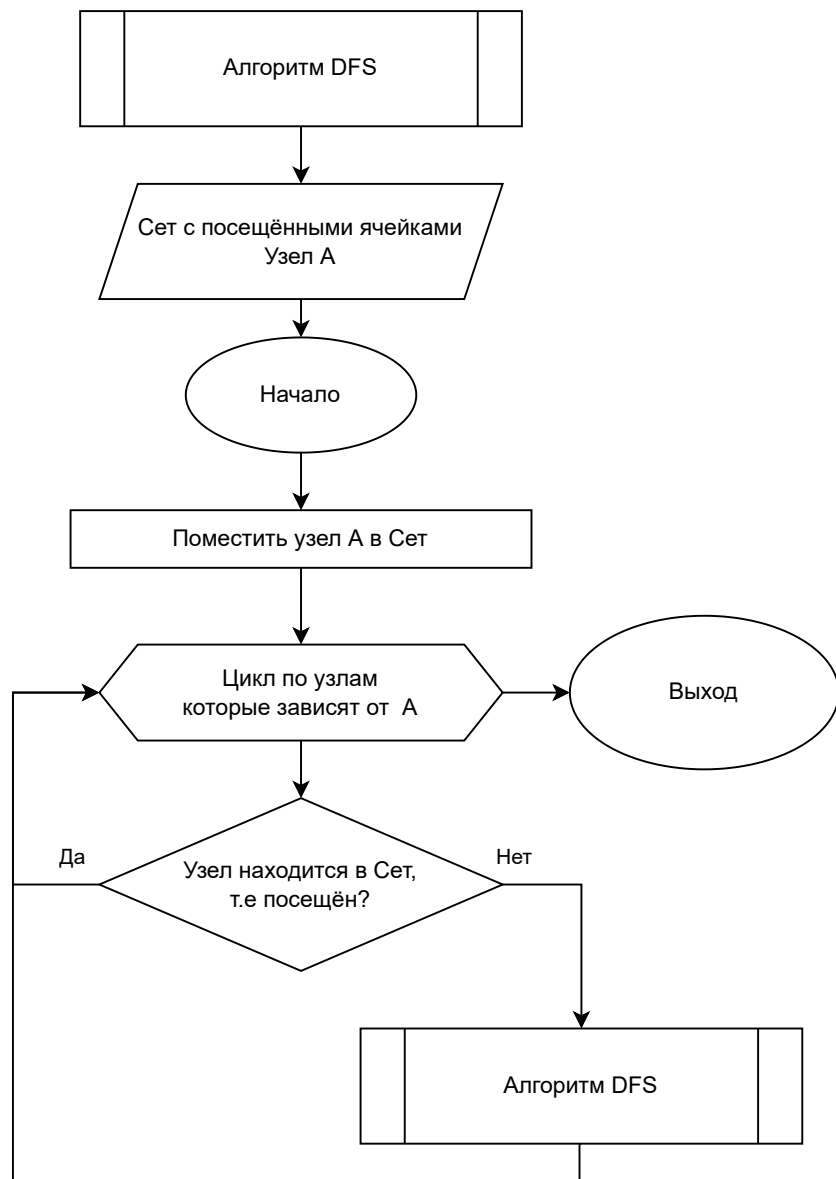 Алгоритм DFS
Сет с посещёнными ячейками
Узел А
Начало
Поместить узел А в Сет
Цикл по узлам
которые зависят от  А
Выход
Да
Узел находится в Сет,
т.е посещён?
Нет
Алгоритм DFS